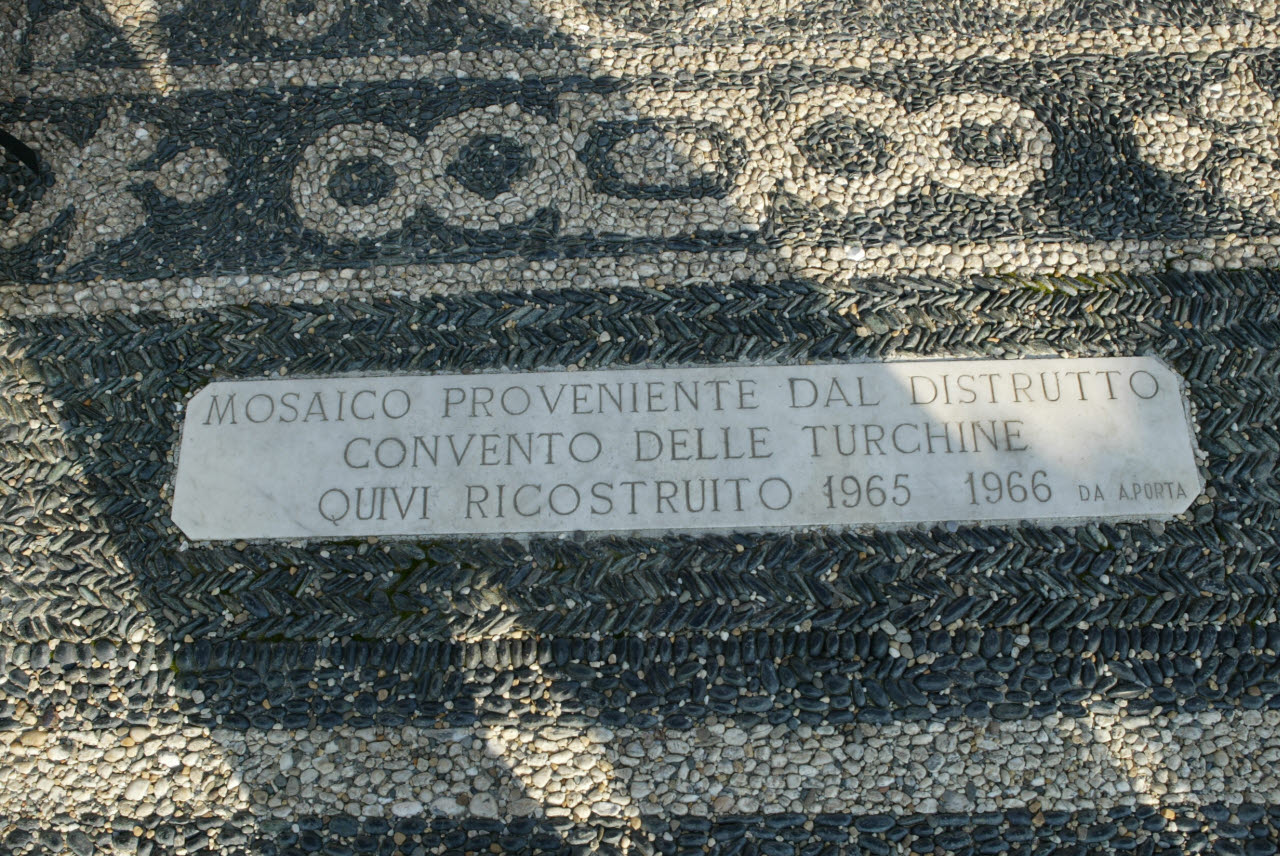 MOSAICO PROVENIENTE DAL DISTRUTTO
CONVENTO DELLE TURCHINE
QUIVI RICOSTRUITO 1965 1966 DA A.PORTA